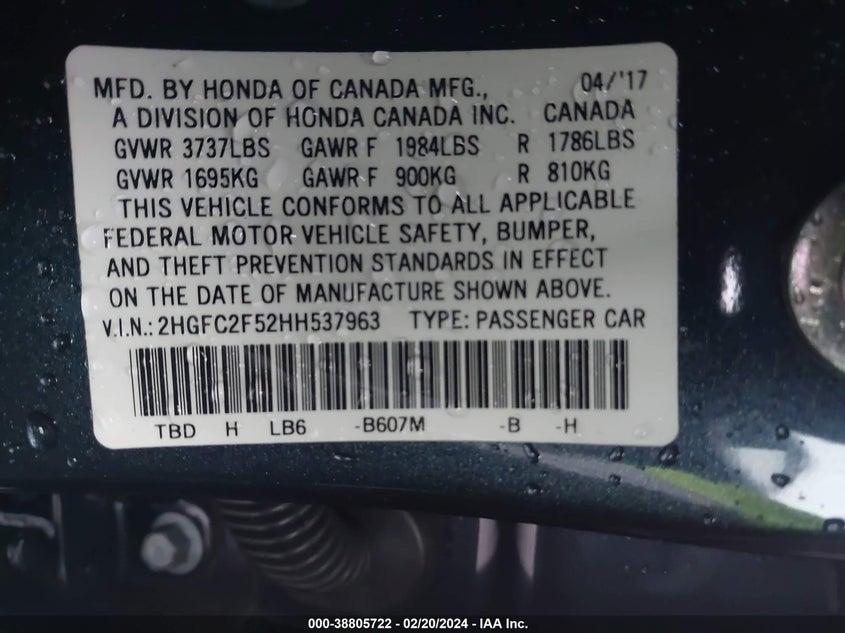 MFD. BY HONDA OF CANADA MFG., 04/'17
A DIVISION OF HONDA CANADA INC. CANADA
GVWR 3737LBS GAWR F 1984LBS R 1786LBS
GVWR 1695KG GAWR F 900KG R 810KG
THIS VEHICLE CONFORMS TO ALL APPLICABLE
FEDERAL MOTOR VEHICLE SAFETY, BUMPER,
AND THEFT PREVENTION STANDARDS IN EFFECT
ON THE DATE OF MANUFACTURE SHOWN ABOVE.
V.I.N.: 2HGFC2F52HH537963 TYPE: PASSENGER CAR
TBD H LB6 -B607M -B -H
000-38805722 - 02/20/2024 - IAA Inc.